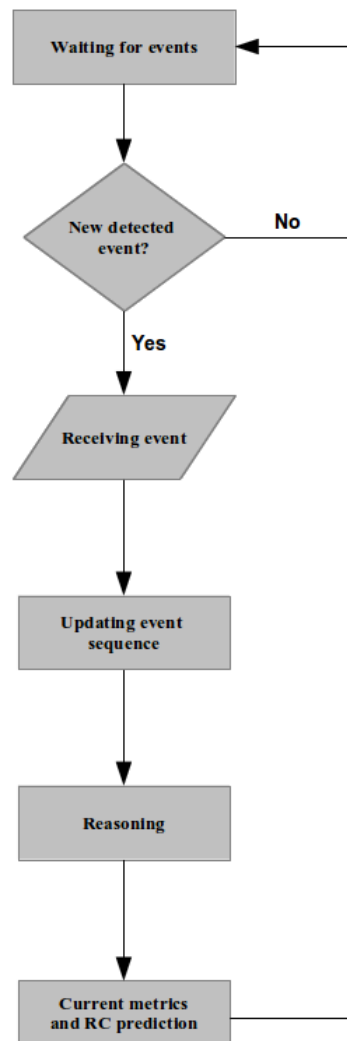 Waiting for events
New detected
event?
No
Yes
Receiving event
Updating event
sequence
Reasoning
Current metrics
and RC prediction